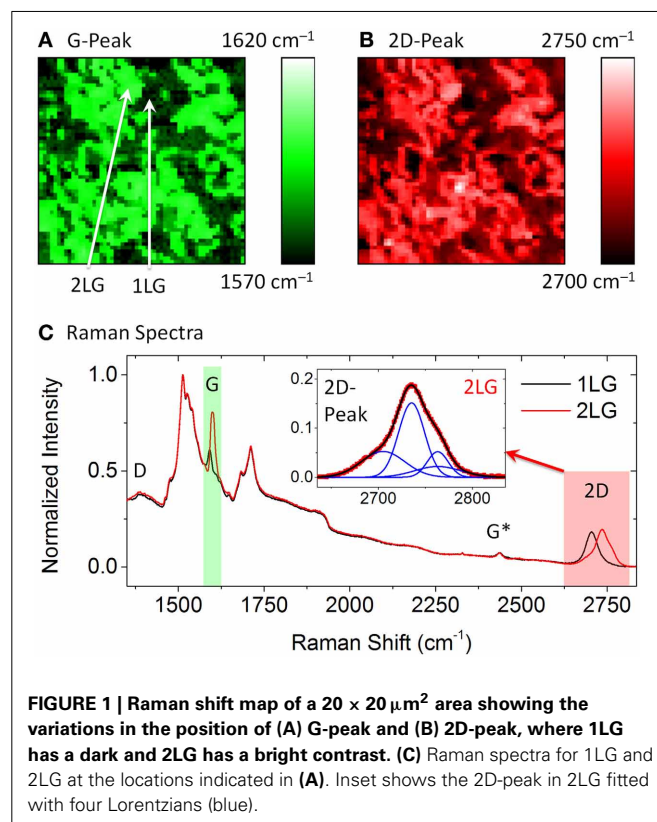 A G-Peak 1620 cm⁻¹
B 2D-Peak 2750 cm⁻¹
2LG 1LG 1570 cm⁻¹
2700 cm⁻¹
C Raman Spectra
1.0
0.5
0.0
Normalized Intensity
D
G
G*
2D
1LG
2LG
0.2
0.1
0.0
2D-
Peak
2LG
2700 2800
1500 1750 2000 2250 2500 2750
Raman Shift (cm⁻¹)
FIGURE 1 | Raman shift map of a 20 × 20 μm² area showing the
variations in the position of (A) G-peak and (B) 2D-peak, where 1LG
has a dark and 2LG has a bright contrast. (C) Raman spectra for 1LG and
2LG at the locations indicated in (A). Inset shows the 2D-peak in 2LG fitted
with four Lorentzians (blue).